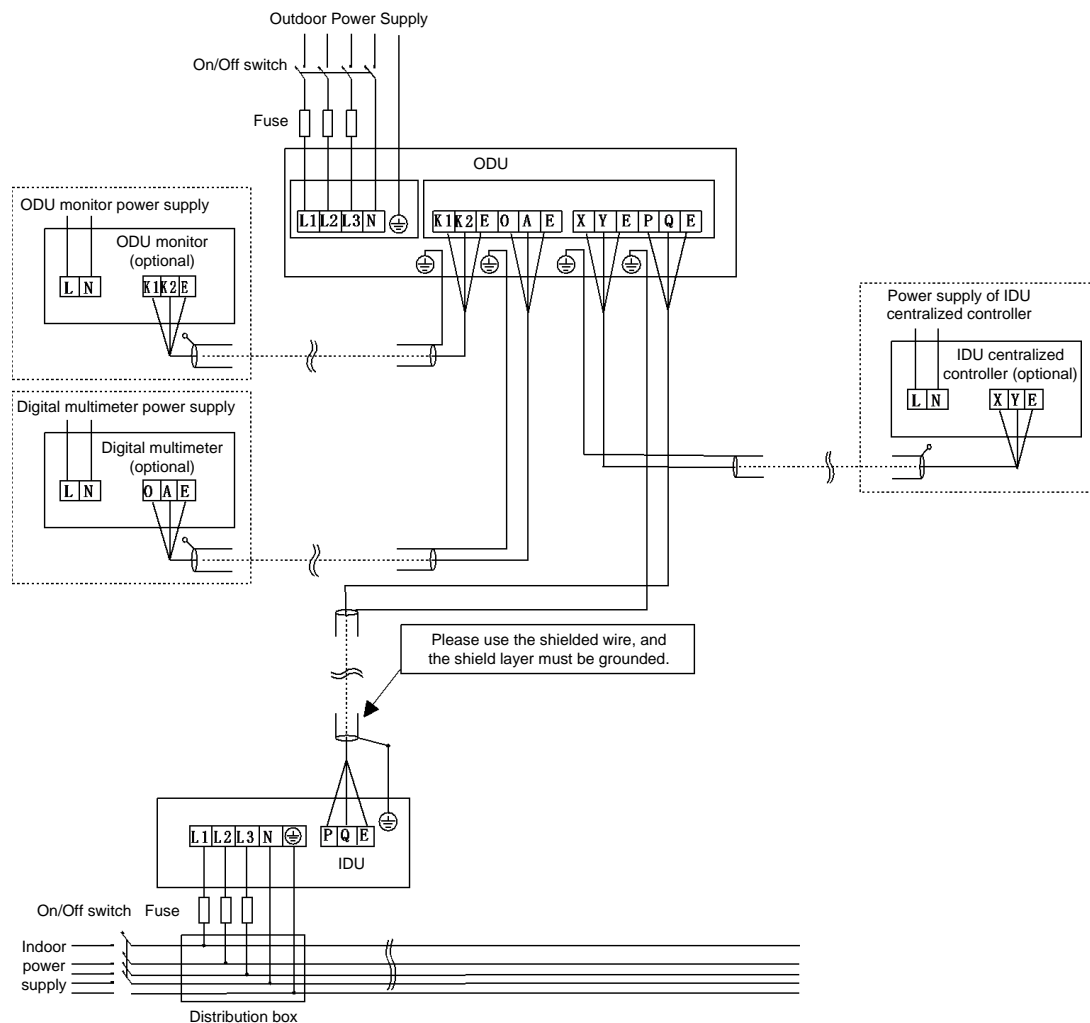 Outdoor Power Supply
On/Off switch
Fuse
ODU
L1 L2 L3 N
K1 K2 E O A E
X Y E P Q E
ODU monitor power supply
ODU monitor
(optional)
L N
K1 K2 E
Digital multimeter power supply
Digital multimeter
(optional)
L N
O A E
Power supply of IDU
centralized controller
IDU centralized
controller (optional)
L N
X Y E
Please use the shielded wire, and
the shield layer must be grounded.
L1 L2 L3 N
P Q E
IDU
On/Off switch
Fuse
Indoor
power
supply
Distribution box